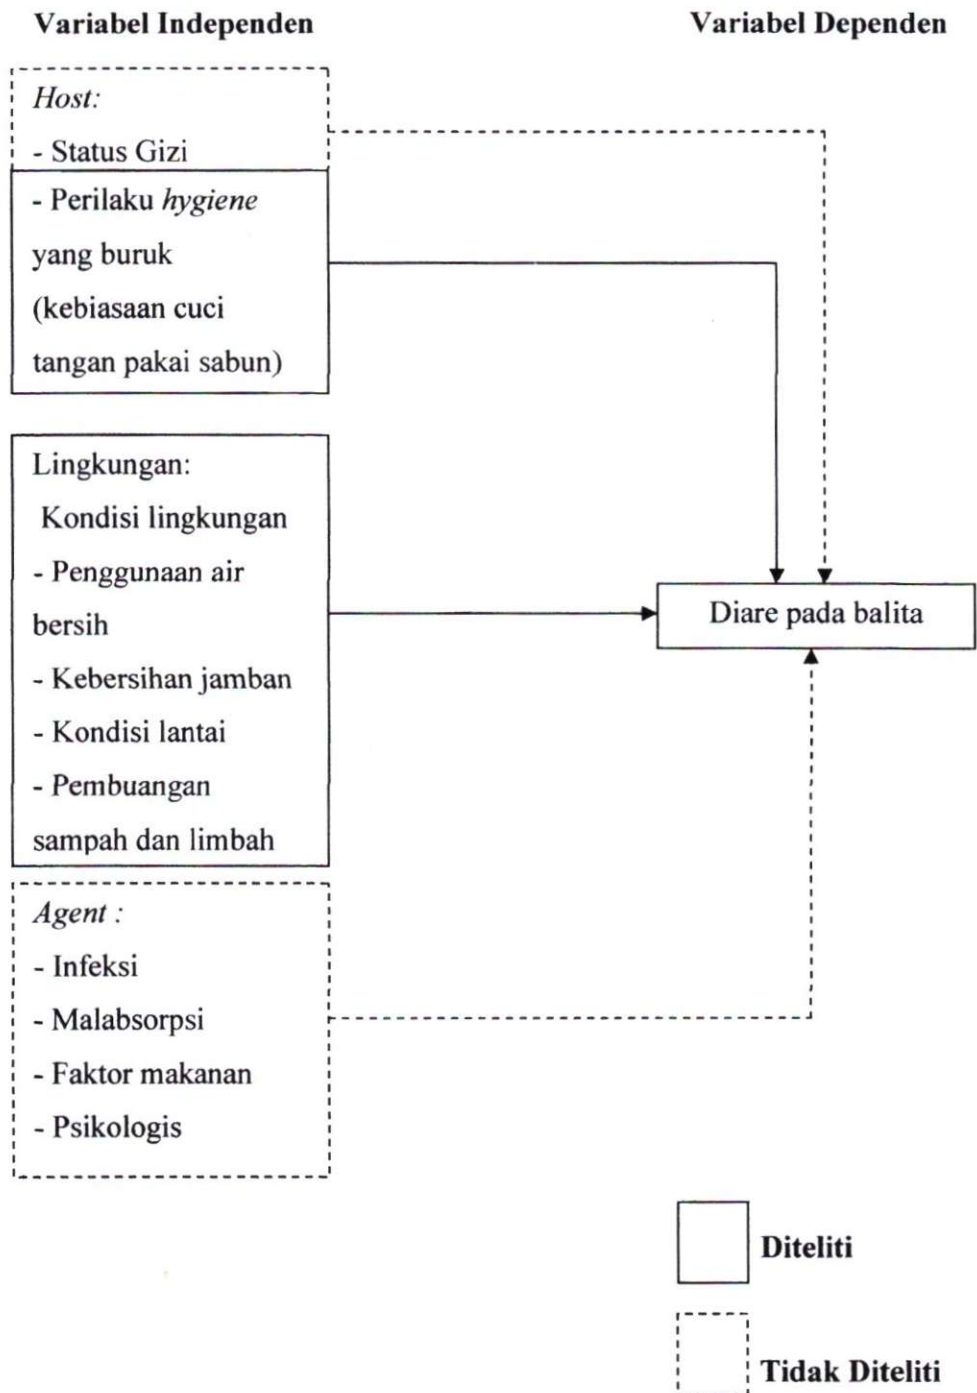 Variabel Independen
Variabel Dependen
Host:
- Status Gizi
- Perilaku hygiene
yang buruk
(kebiasaan cuci
tangan pakai sabun)
Lingkungan:
Kondisi lingkungan
- Penggunaan air
bersih
- Kebersihan jamban
- Kondisi lantai
- Pembuangan
sampah dan limbah
Diare pada balita
Agent :
- Infeksi
- Malabsorpsi
- Faktor makanan
- Psikologis
Diteliti
Tidak Diteliti